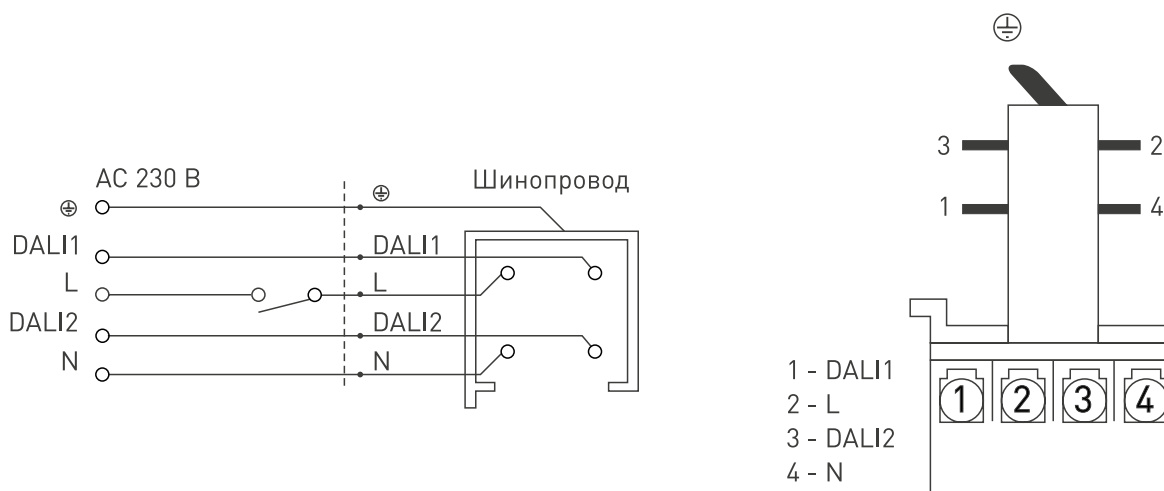 AC 230 В
Шинопровод
DALI1
DALI1
L
L
DALI2
DALI2
N
N
3
2
1
4
1 - DALI1
2 - L
3 - DALI2
4 - N
1 2 3 4